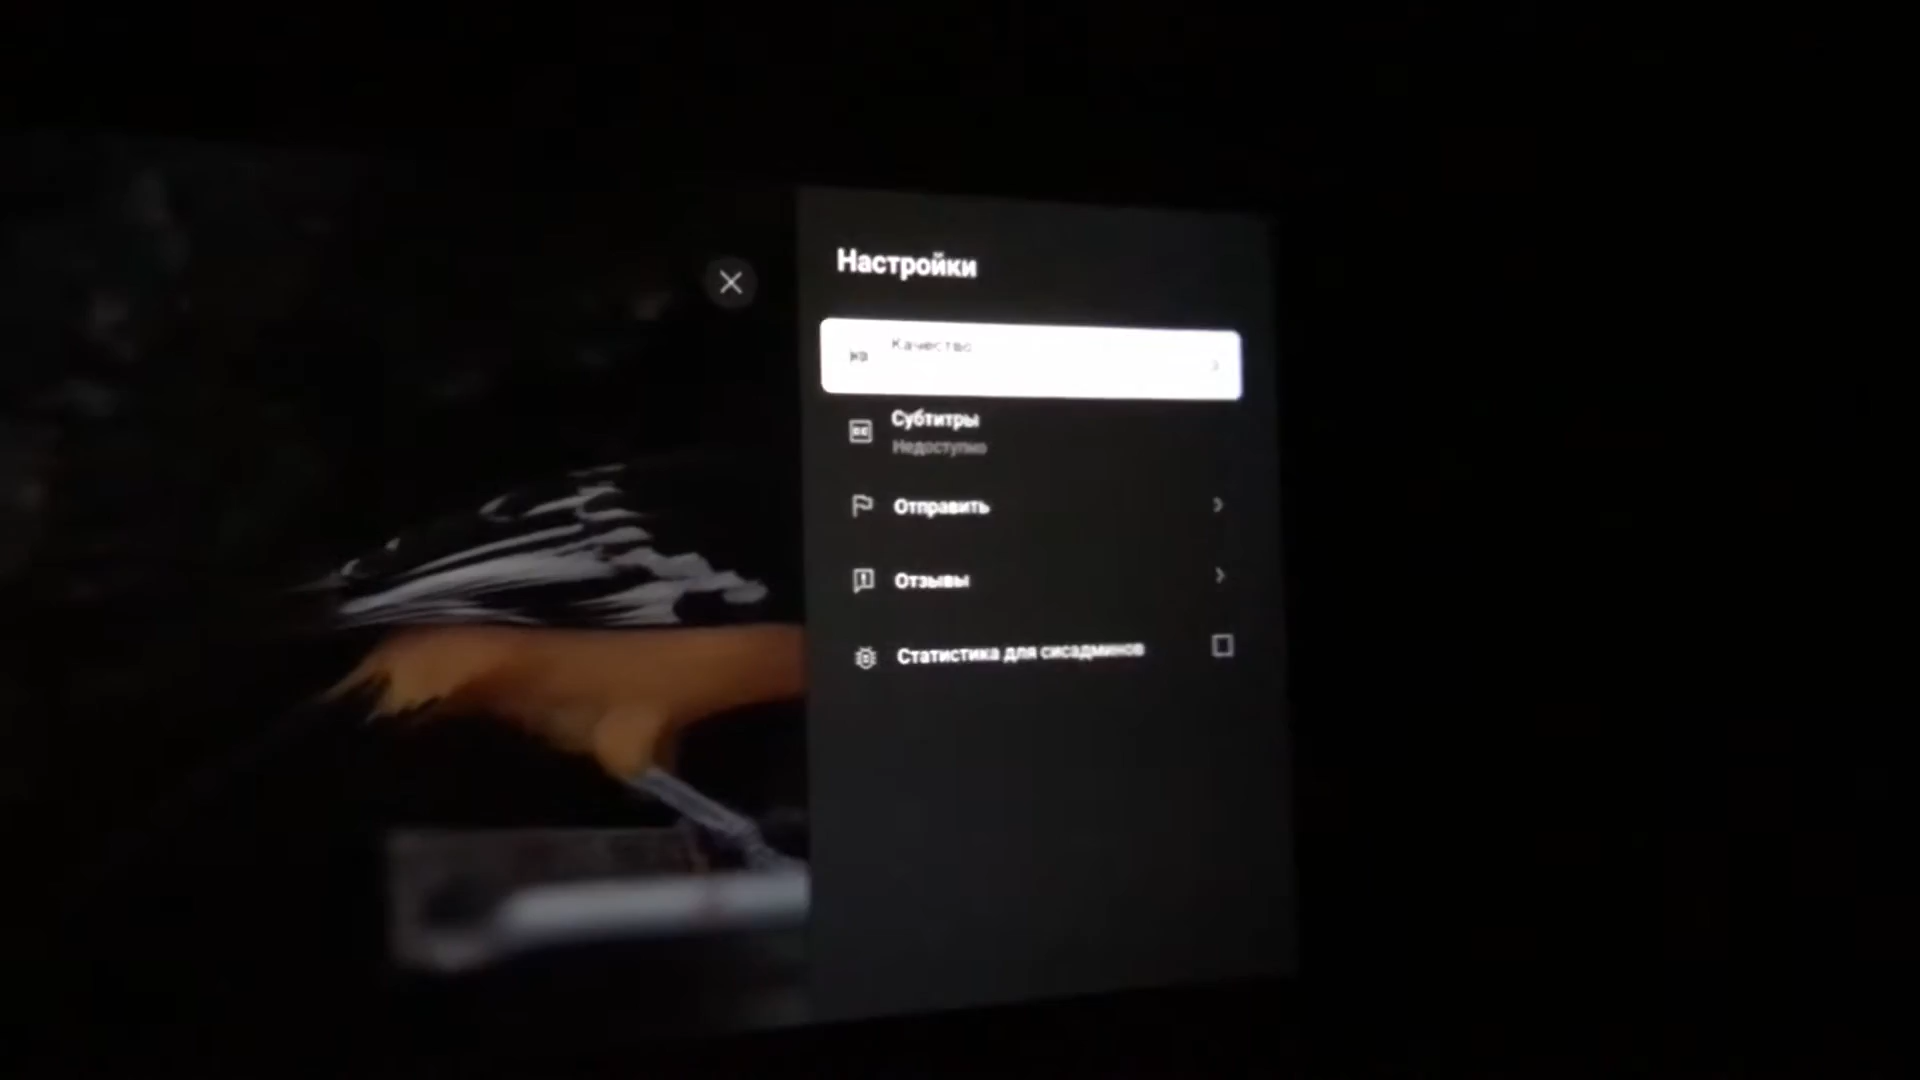 Настройки
Качество
Субтитры
Недоступно
Отправить
Отзывы
Статистика для сисадминов